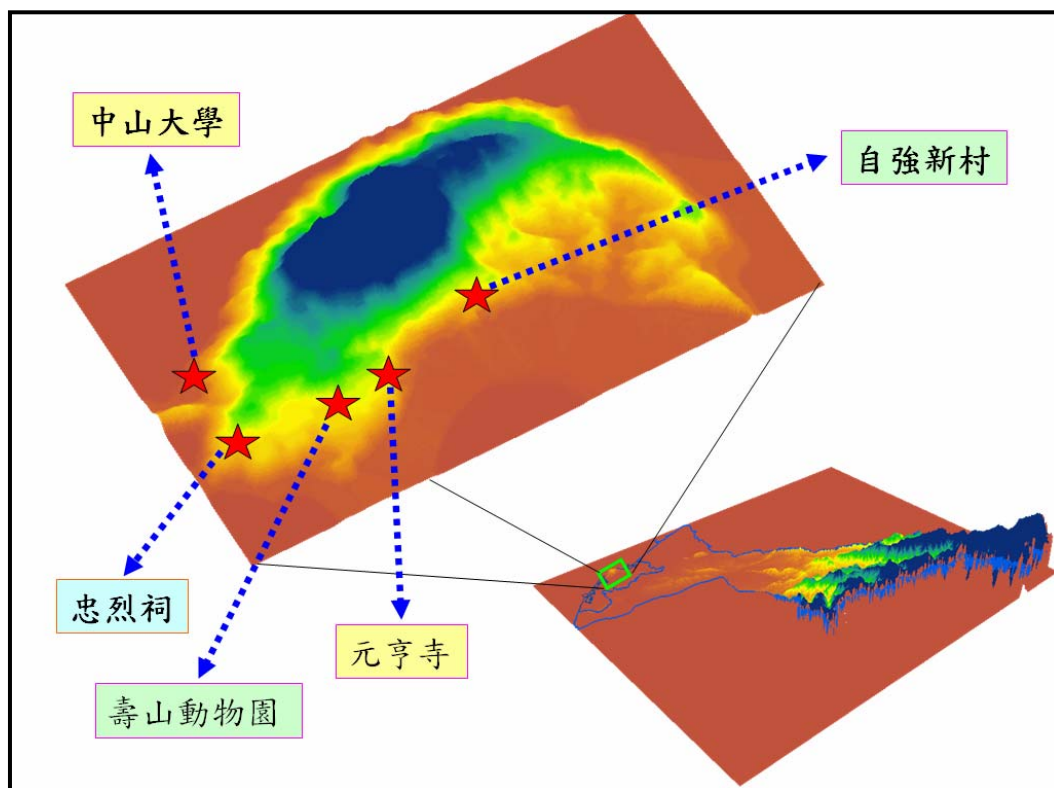 中山大學
自強新村
忠烈祠
元亨寺
壽山動物園